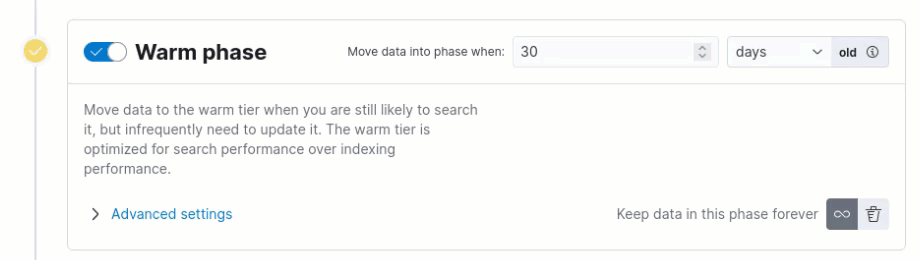 Warm phase
Move data into phase when: 30 days old
Move data to the warm tier when you are still likely to search
it, but infrequently need to update it. The warm tier is
optimized for search performance over indexing
performance.
Advanced settings
Keep data in this phase forever